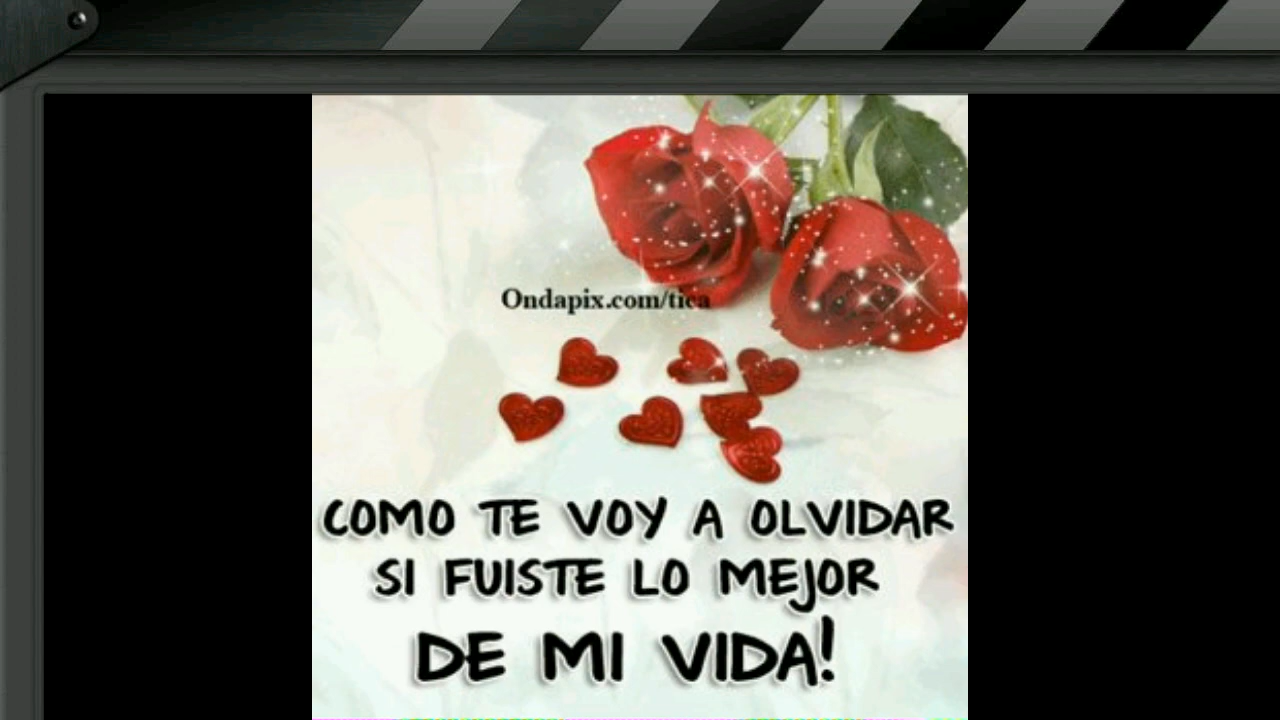 Ondapix.com/tica
COMO TE VOY A OLVIDAR
SI FUISTE LO MEJOR
DE MI VIDA!